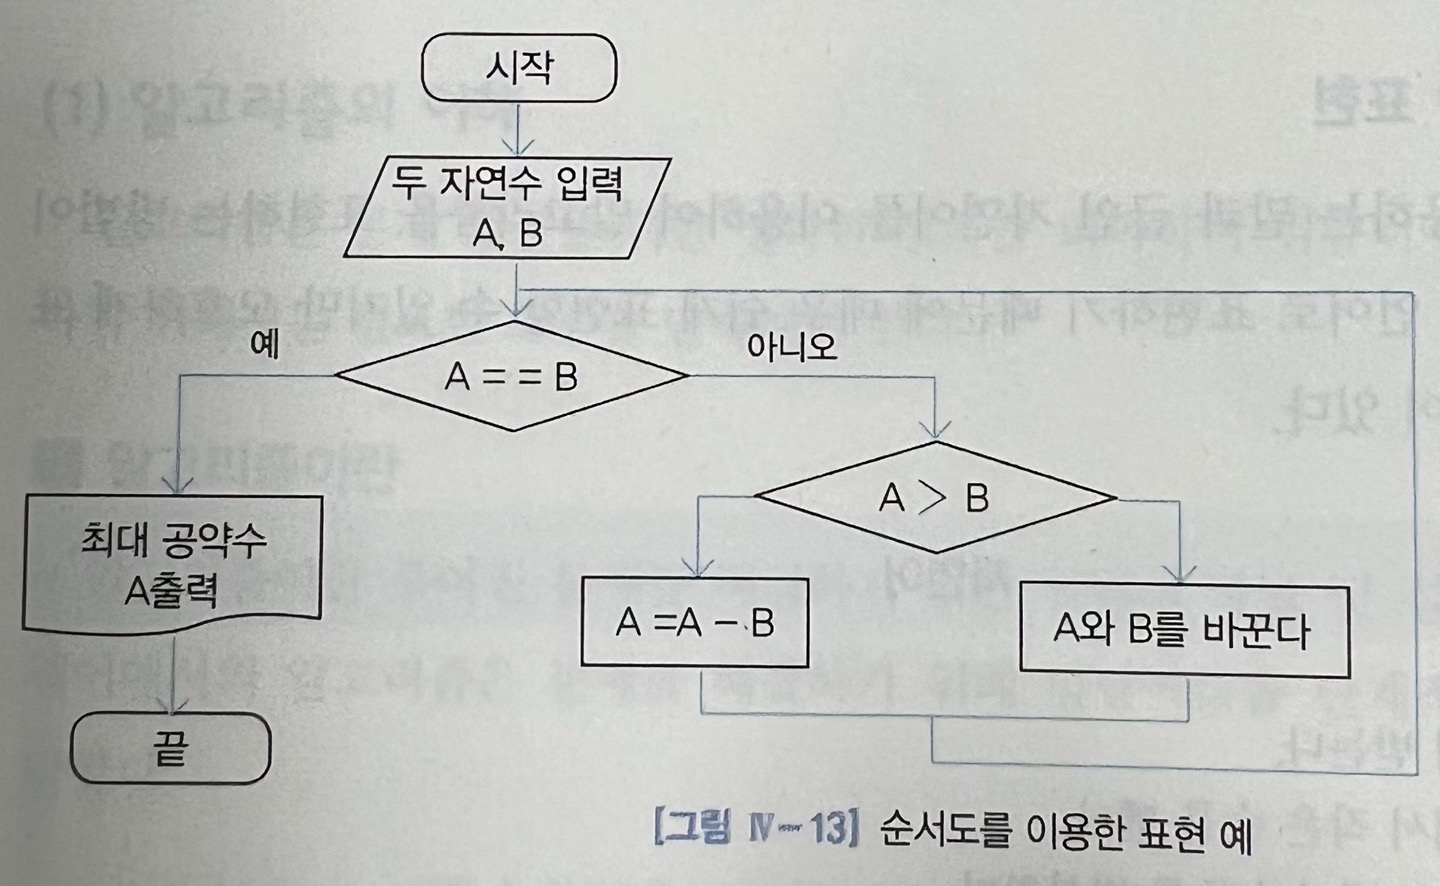 시작
두 자연수 입력
A, B
예
아니오
A = = B
A > B
최대 공약수
A출력
A =A - B
A와 B를 바꾼다
끝
[그림 Ⅳ-13] 순서도를 이용한 표현 예